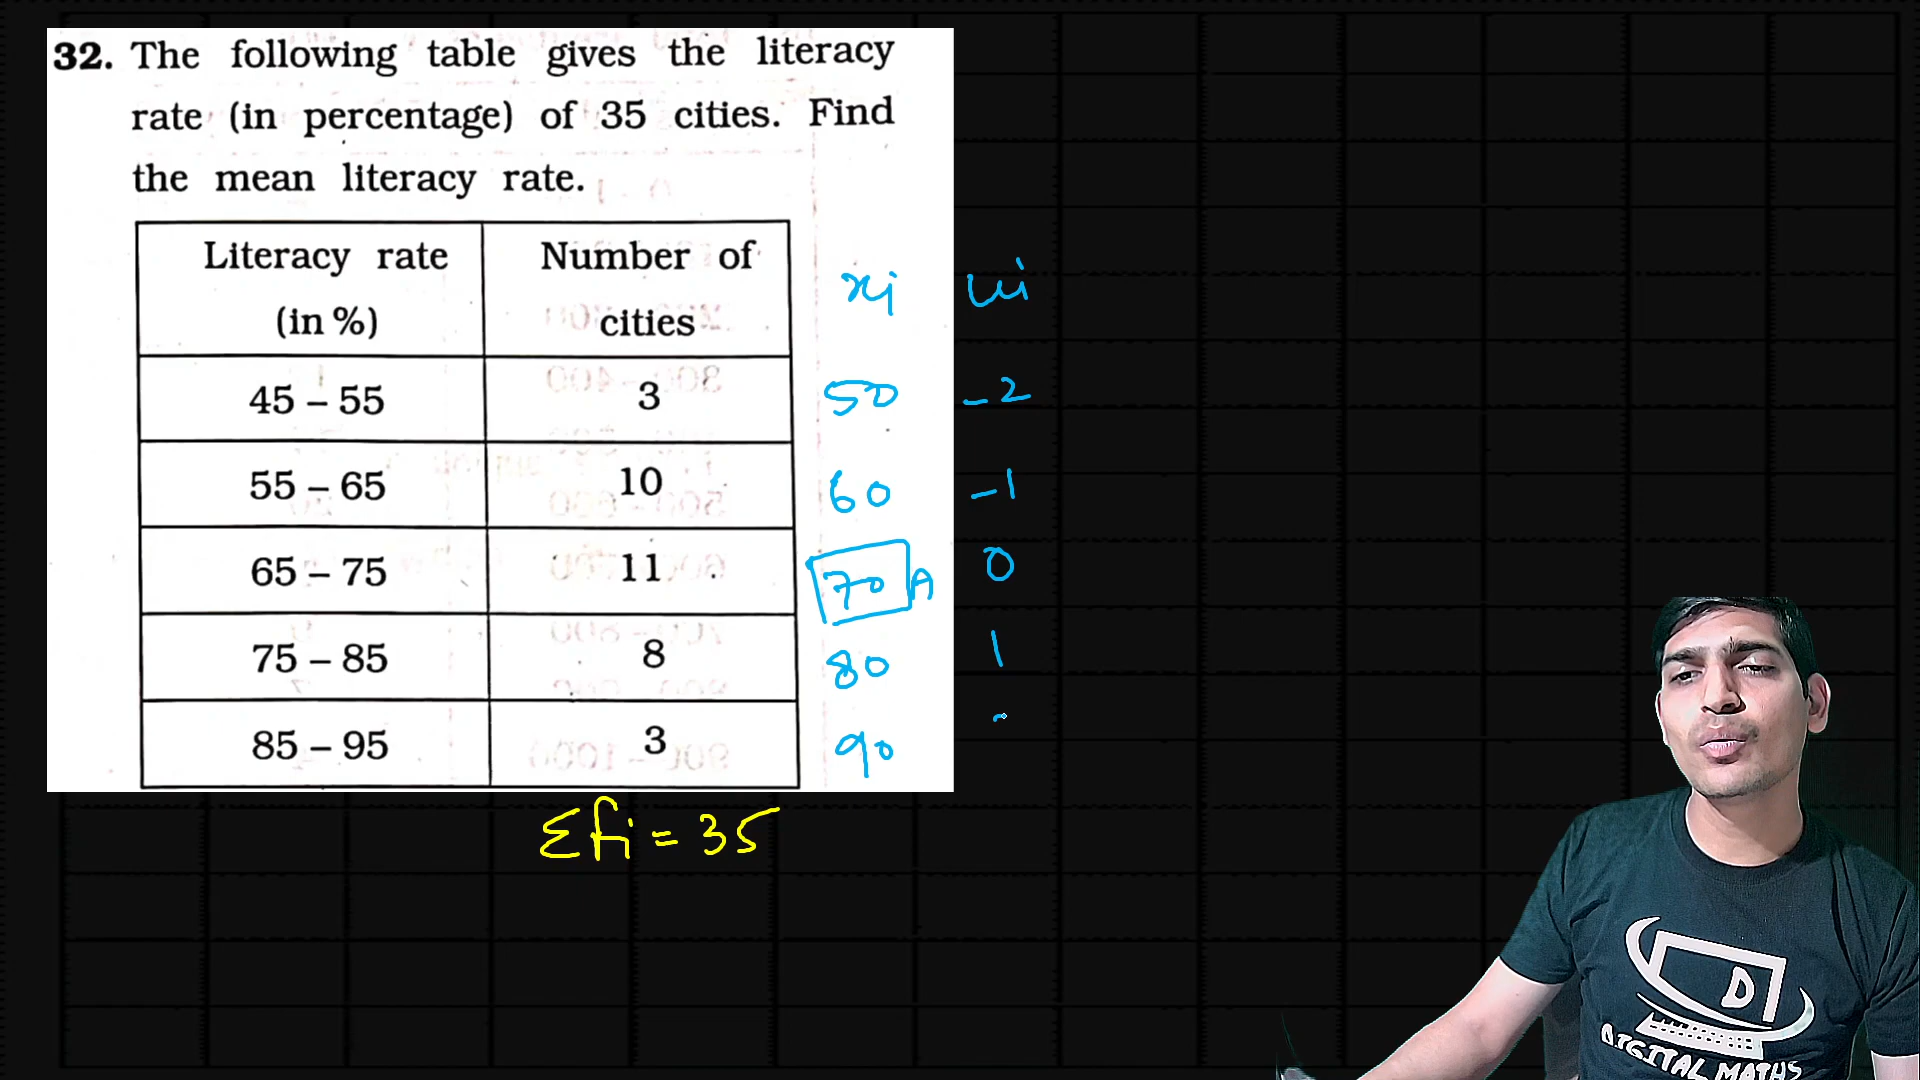 32. The following table gives the literacy
rate (in percentage) of 35 cities. Find
the mean literacy rate.
Literacy rate (in %) Number of cities xi ui
45 – 55 3 50 -2
55 – 65 10 60 -1
65 – 75 11 70 A 0
75 – 85 8 80 1
85 – 95 3 90
Σfi = 35
D
DIGITAL MATHS